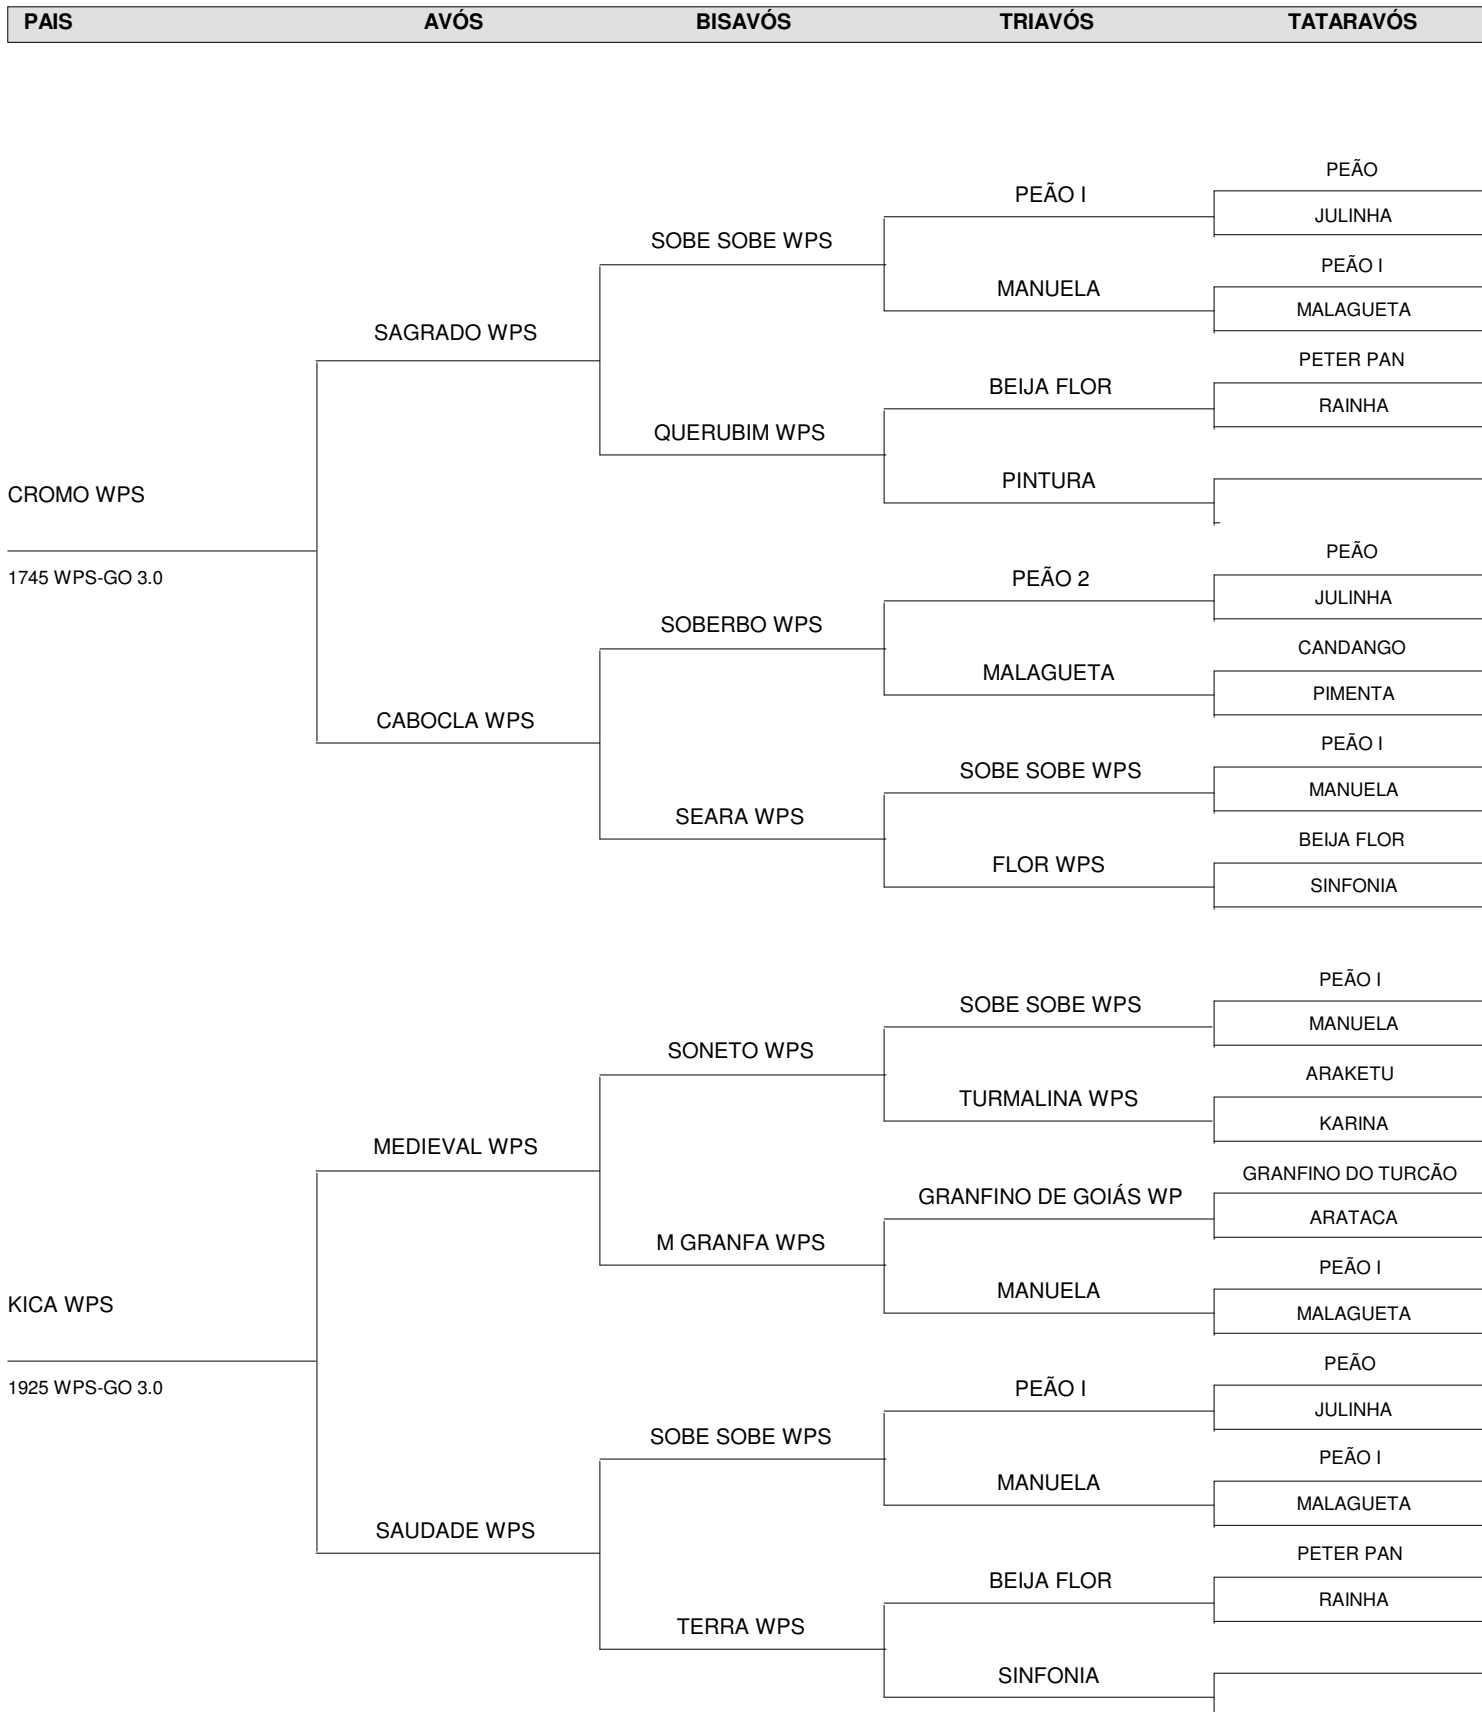 PAIS AVÓS BISAVÓS TRIAVÓS TATARAVÓS
PEÃO
PEÃO I
JULINHA
SOBE SOBE WPS
PEÃO I
MANUELA
MALAGUETA
SAGRADO WPS
PETER PAN
BEIJA FLOR
RAINHA
QUERUBIM WPS
PINTURA
CROMO WPS
PEÃO
1745 WPS-GO 3.0
PEÃO 2
JULINHA
SOBERBO WPS
CANDANGO
MALAGUETA
PIMENTA
CABOCLA WPS
PEÃO I
SOBE SOBE WPS
MANUELA
SEARA WPS
BEIJA FLOR
FLOR WPS
SINFONIA
PEÃO I
SOBE SOBE WPS
MANUELA
SONETO WPS
ARAKETU
TURMALINA WPS
KARINA
MEDIEVAL WPS
GRANFINO DO TURCÃO
GRANFINO DE GOIÁS WP
ARATACA
M GRANFA WPS
PEÃO I
MANUELA
KICA WPS
MALAGUETA
PEÃO
1925 WPS-GO 3.0
PEÃO I
JULINHA
SOBE SOBE WPS
PEÃO I
MANUELA
MALAGUETA
SAUDADE WPS
PETER PAN
BEIJA FLOR
RAINHA
TERRA WPS
SINFONIA